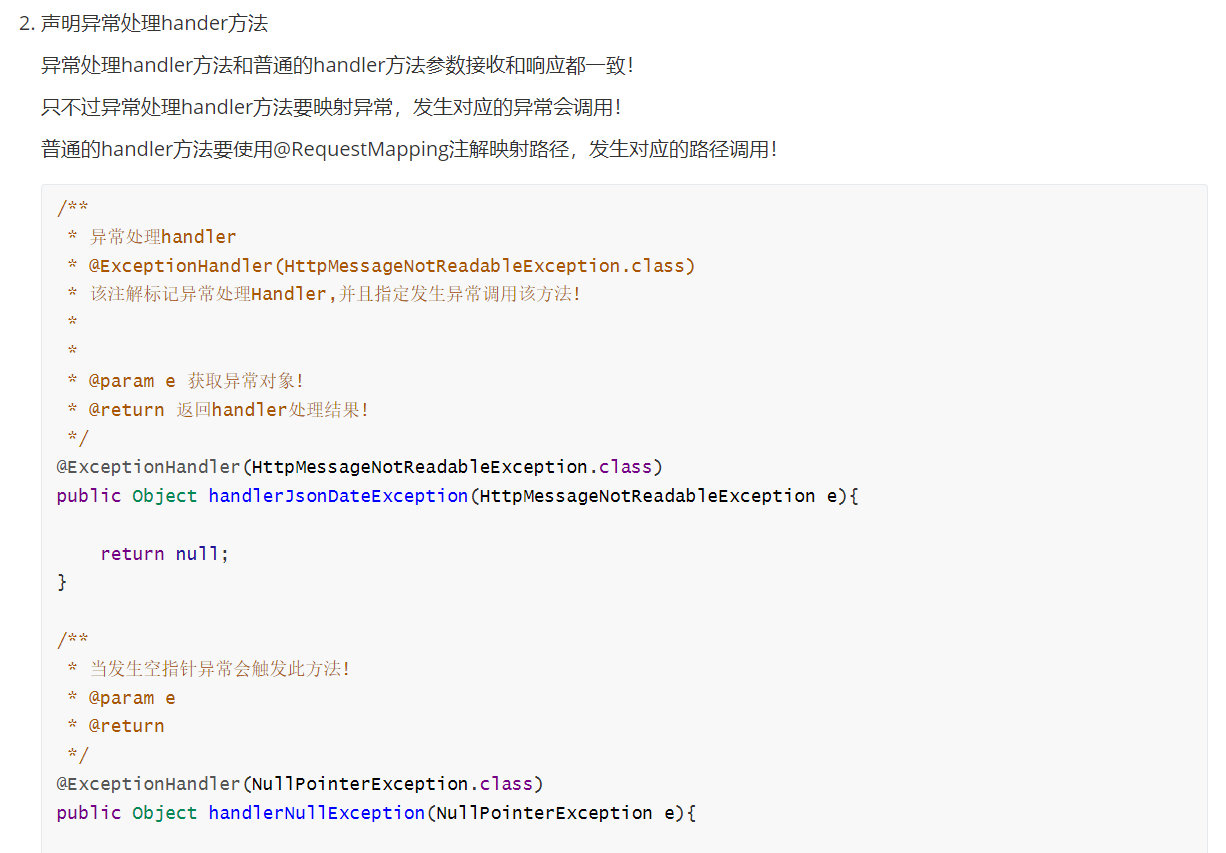 2. 声明异常处理hander方法
异常处理handler方法和普通的handler方法参数接收和响应都一致！
只不过异常处理handler方法要映射异常，发生对应的异常会调用！
普通的handler方法要使用@RequestMapping注解映射路径，发生对应的路径调用！
/**
 * 异常处理handler
 * @ExceptionHandler(HttpMessageNotReadableException.class)
 * 该注解标记异常处理Handler,并且指定发生异常调用该方法!
 *
 *
 * @param e 获取异常对象!
 * @return 返回handler处理结果!
 */
@ExceptionHandler(HttpMessageNotReadableException.class)
public Object handlerJsonDateException(HttpMessageNotReadableException e){
    return null;
}
/**
 * 当发生空指针异常会触发此方法!
 * @param e
 * @return
 */
@ExceptionHandler(NullPointerException.class)
public Object handlerNullException(NullPointerException e){